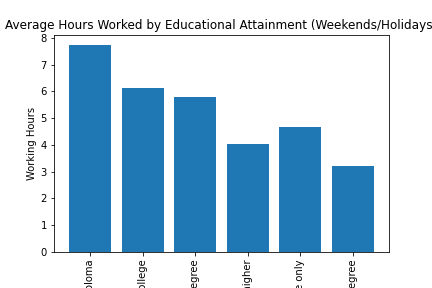 Average Hours Worked by Educational Attainment (Weekends/Holidays
8
7
6
5
4
3
2
1
0
Working Hours
ploma
ollege
egree
nigher
e only
egree